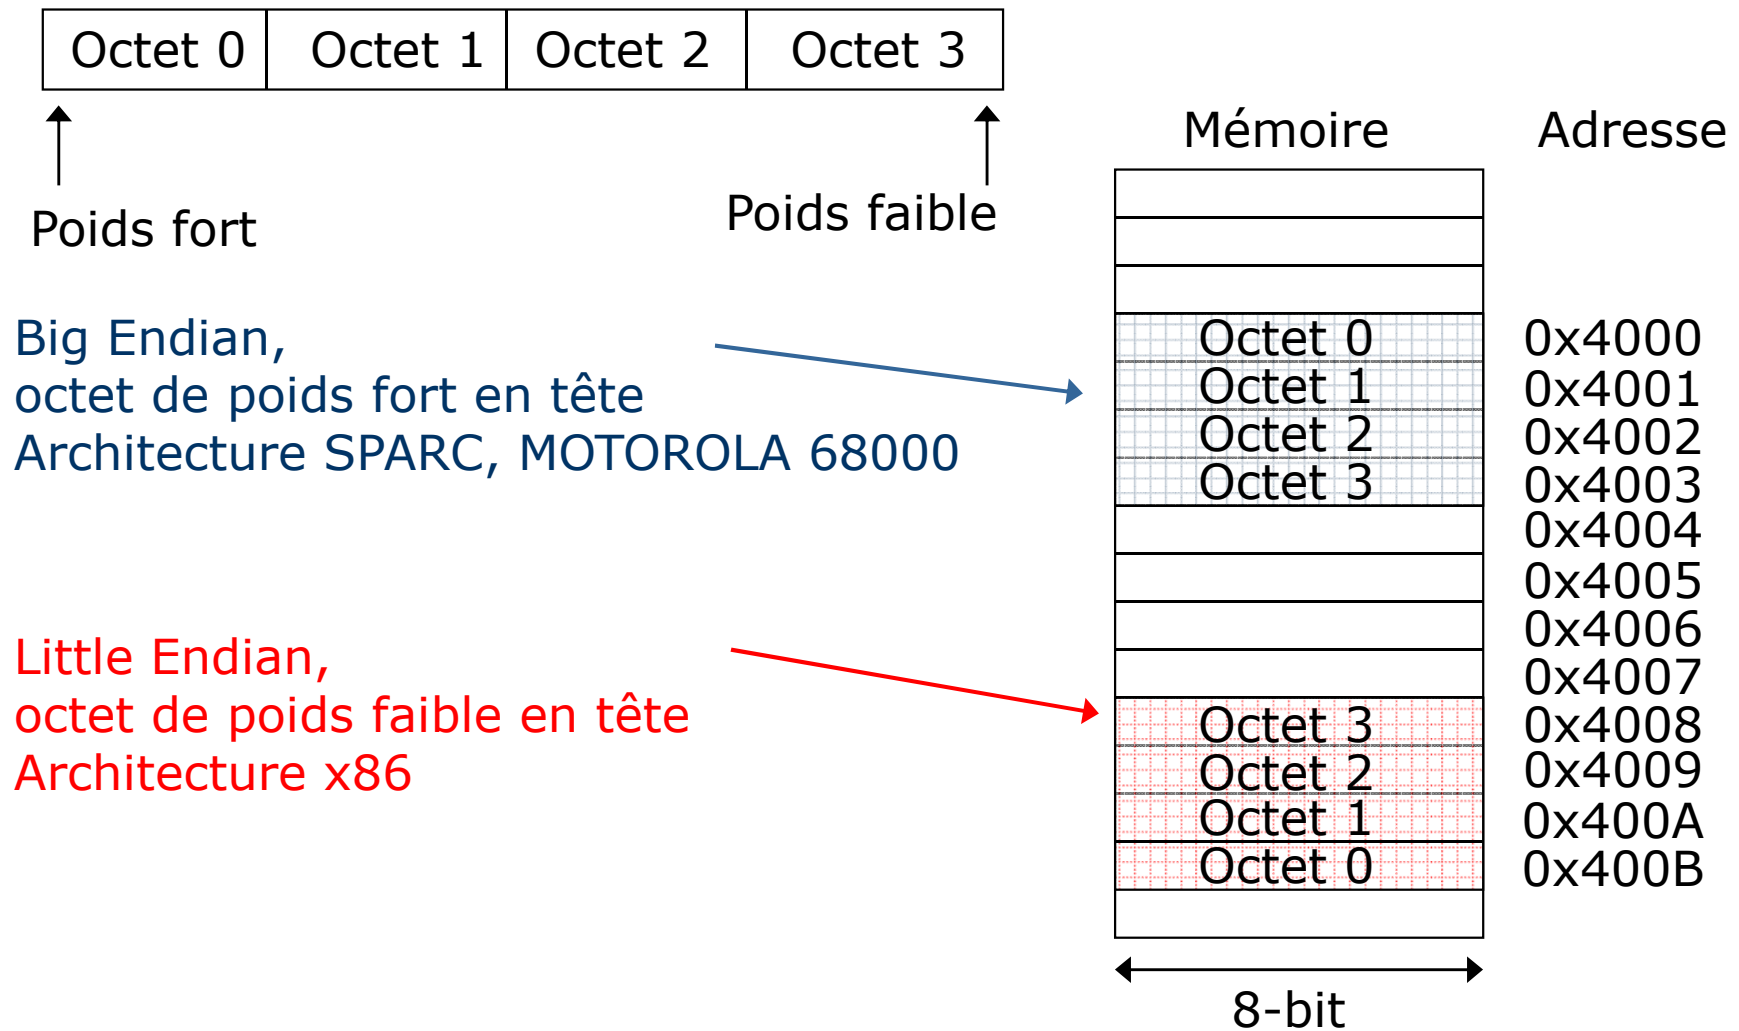 Octet 0 Octet 1 Octet 2 Octet 3
Poids fort
Poids faible
Mémoire Adresse
Big Endian,
octet de poids fort en tête
Architecture SPARC, MOTOROLA 68000
Octet 0 0x4000
Octet 1 0x4001
Octet 2 0x4002
Octet 3 0x4003
0x4004
0x4005
0x4006
0x4007
Little Endian,
octet de poids faible en tête
Architecture x86
Octet 3 0x4008
Octet 2 0x4009
Octet 1 0x400A
Octet 0 0x400B
8-bit